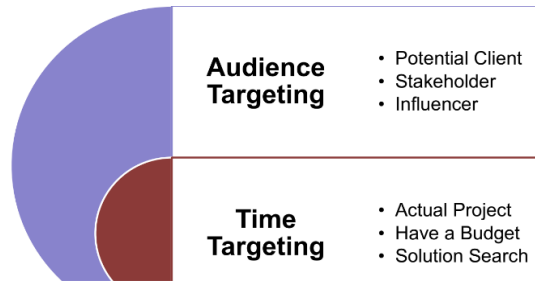 Audience
Targeting
• Potential Client
• Stakeholder
• Influencer
Time
Targeting
• Actual Project
• Have a Budget
• Solution Search